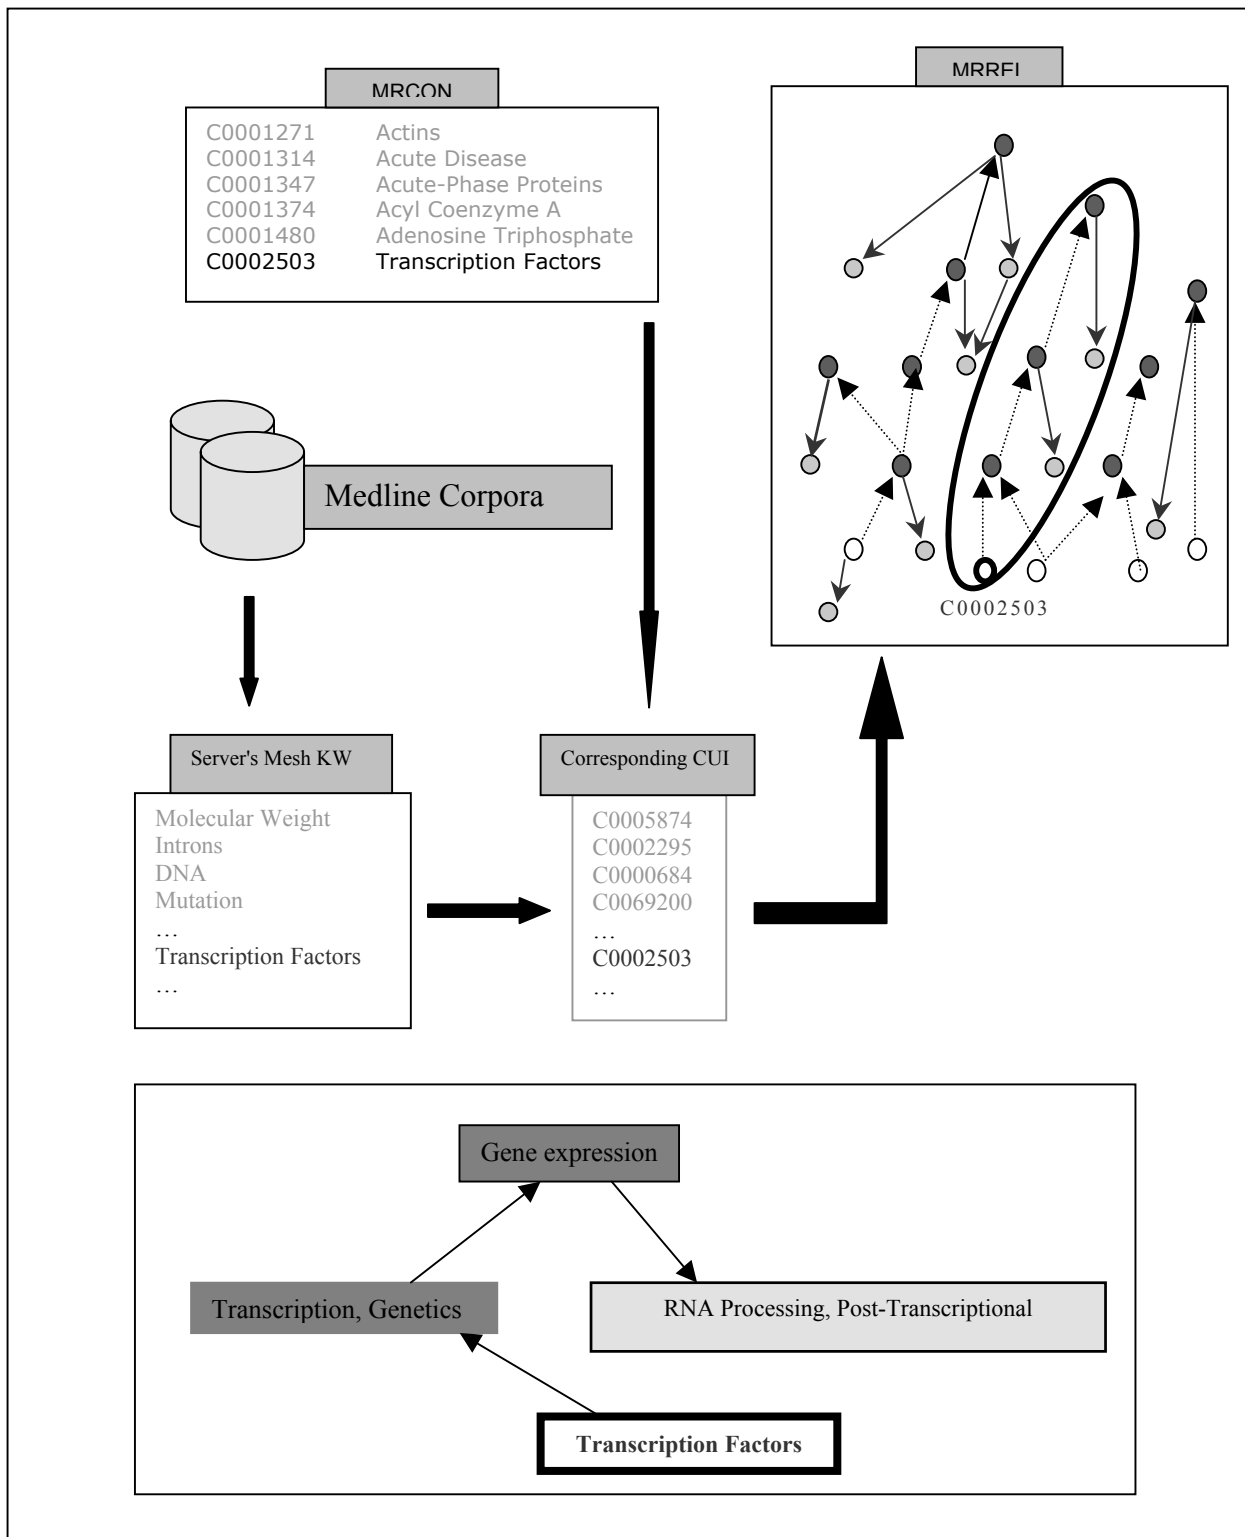 MRCON
C0001271 Actins
C0001314 Acute Disease
C0001347 Acute-Phase Proteins
C0001374 Acyl Coenzyme A
C0001480 Adenosine Triphosphate
C0002503 Transcription Factors
MRREL
C0002503
Medline Corpora
Server's Mesh KW
Molecular Weight
Introns
DNA
Mutation
…
Transcription Factors
…
Corresponding CUI
C0005874
C0002295
C0000684
C0069200
…
C0002503
…
Gene expression
Transcription, Genetics
RNA Processing, Post-Transcriptional
Transcription Factors